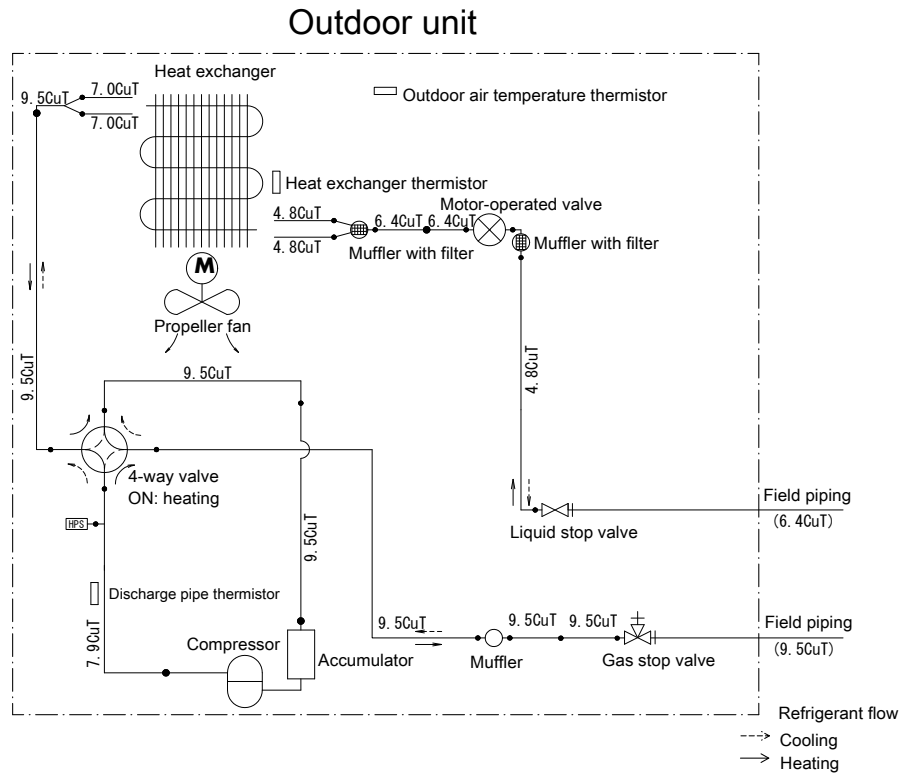 Outdoor unit
Heat exchanger
7.0CuT
9.5CuT
7.0CuT
Outdoor air temperature thermistor
Heat exchanger thermistor
Motor-operated valve
4.8CuT
6.4CuT 6.4CuT
4.8CuT
Muffler with filter
Muffler with filter
M
Propeller fan
9.5CuT
9.5CuT
4.8CuT
4-way valve
ON: heating
HPS
9.5CuT
Field piping
(6.4CuT)
Liquid stop valve
Discharge pipe thermistor
7.9CuT
Compressor
Accumulator
9.5CuT
Muffler
9.5CuT
9.5CuT
Gas stop valve
Field piping
(9.5CuT)
Refrigerant flow
Cooling
Heating